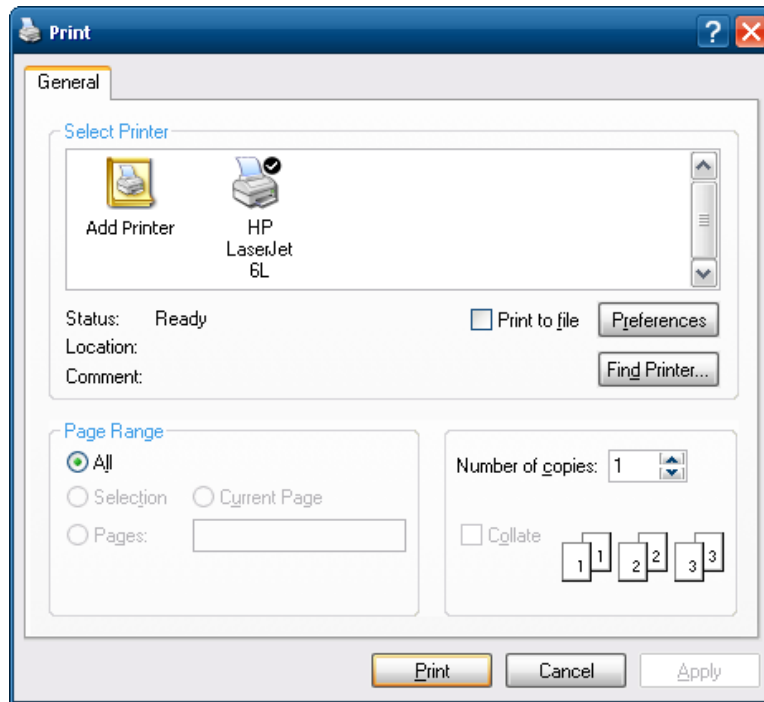 Print
General
Select Printer
Add Printer
HP
LaserJet
6L
Status: Ready
Print to file
Preferences
Location:
Comment:
Find Printer...
Page Range
All
Selection
Current Page
Pages:
Number of copies: 1
Collate
1 1 2 2 3 3
Print
Cancel
Apply